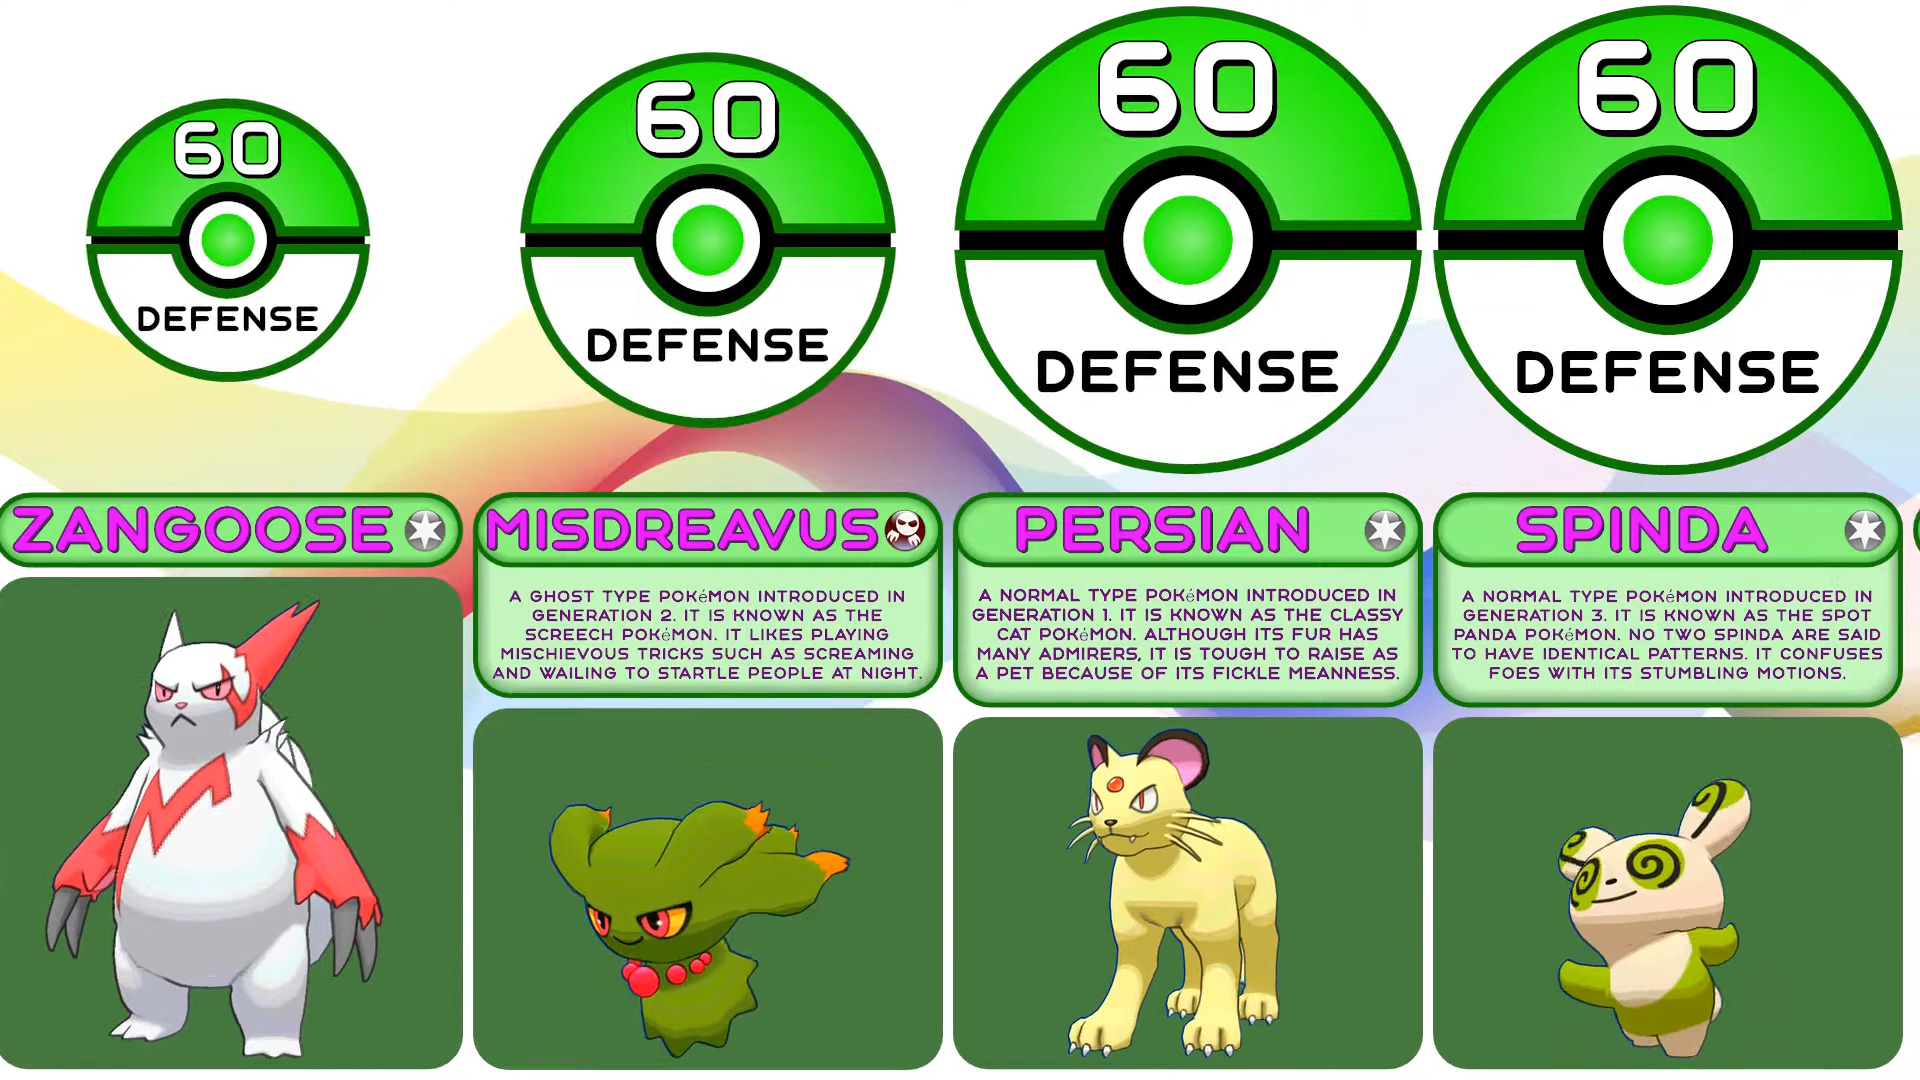 60
DEFENSE
ZANGOOSE
60
DEFENSE
MISDREAVUS
A GHOST TYPE POKéMON INTRODUCED IN
GENERATION 2. IT IS KNOWN AS THE
SCREECH POKéMON. IT LIKES PLAYING
MISCHIEVOUS TRICKS SUCH AS SCREAMING
AND WAILING TO STARTLE PEOPLE AT NIGHT.
60
DEFENSE
PERSIAN
A NORMAL TYPE POKéMON INTRODUCED IN
GENERATION 1. IT IS KNOWN AS THE CLASSY
CAT POKéMON. ALTHOUGH ITS FUR HAS
MANY ADMIRERS, IT IS TOUGH TO RAISE AS
A PET BECAUSE OF ITS FICKLE MEANNESS.
60
DEFENSE
SPINDA
A NORMAL TYPE POKéMON INTRODUCED IN
GENERATION 3. IT IS KNOWN AS THE SPOT
PANDA POKéMON. NO TWO SPINDA ARE SAID
TO HAVE IDENTICAL PATTERNS. IT CONFUSES
FOES WITH ITS STUMBLING MOTIONS.